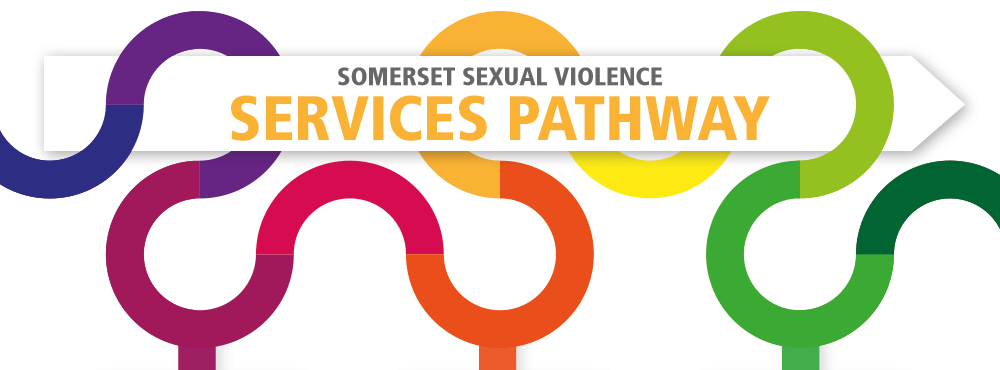 SOMERSET SEXUAL VIOLENCE
SERVICES PATHWAY